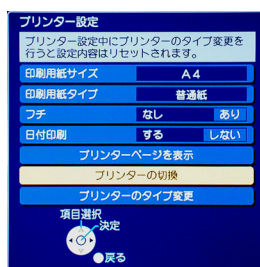 プリンター設定
プリンター設定中にプリンターのタイプ変更を
行うと設定内容はリセットされます。
印刷用紙サイズ A4
印刷用紙タイプ 普通紙
フチ なし あり
日付印刷 する しない
プリンターページを表示
プリンターの切換
プリンターのタイプ変更
項目選択
決定
戻る